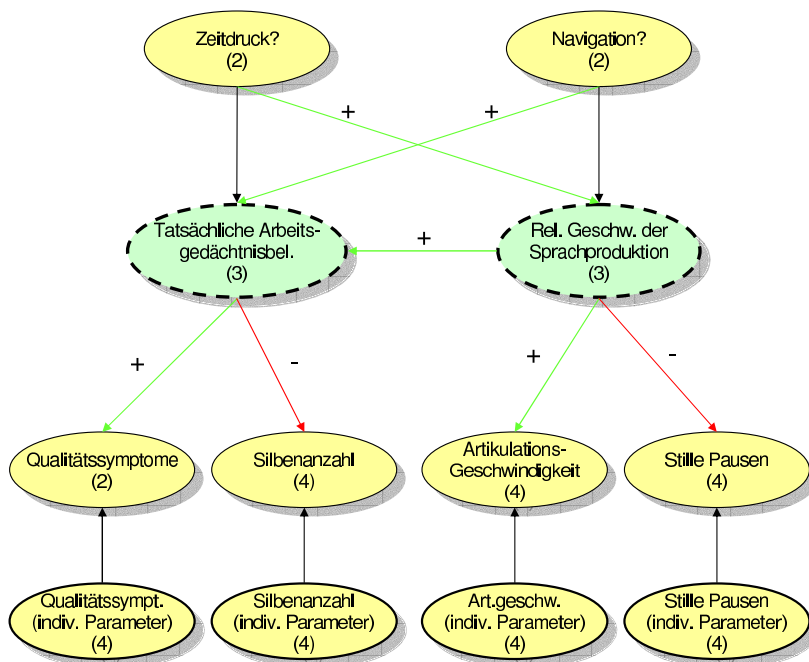 Zeitdruck?
(2)
Navigation?
(2)
+
+
Tatsächliche Arbeits-
gedächtnisbel.
(3)
+
Rel. Geschw. der
Sprachproduktion
(3)
+
-
+
-
Qualitätssymptome
(2)
Silbenanzahl
(4)
Artikulations-
Geschwindigkeit
(4)
Stille Pausen
(4)
Qualitätssympt.
(indiv. Parameter)
(4)
Silbenanzahl
(indiv. Parameter)
(4)
Art.geschw.
(indiv. Parameter)
(4)
Stille Pausen
(indiv. Parameter)
(4)